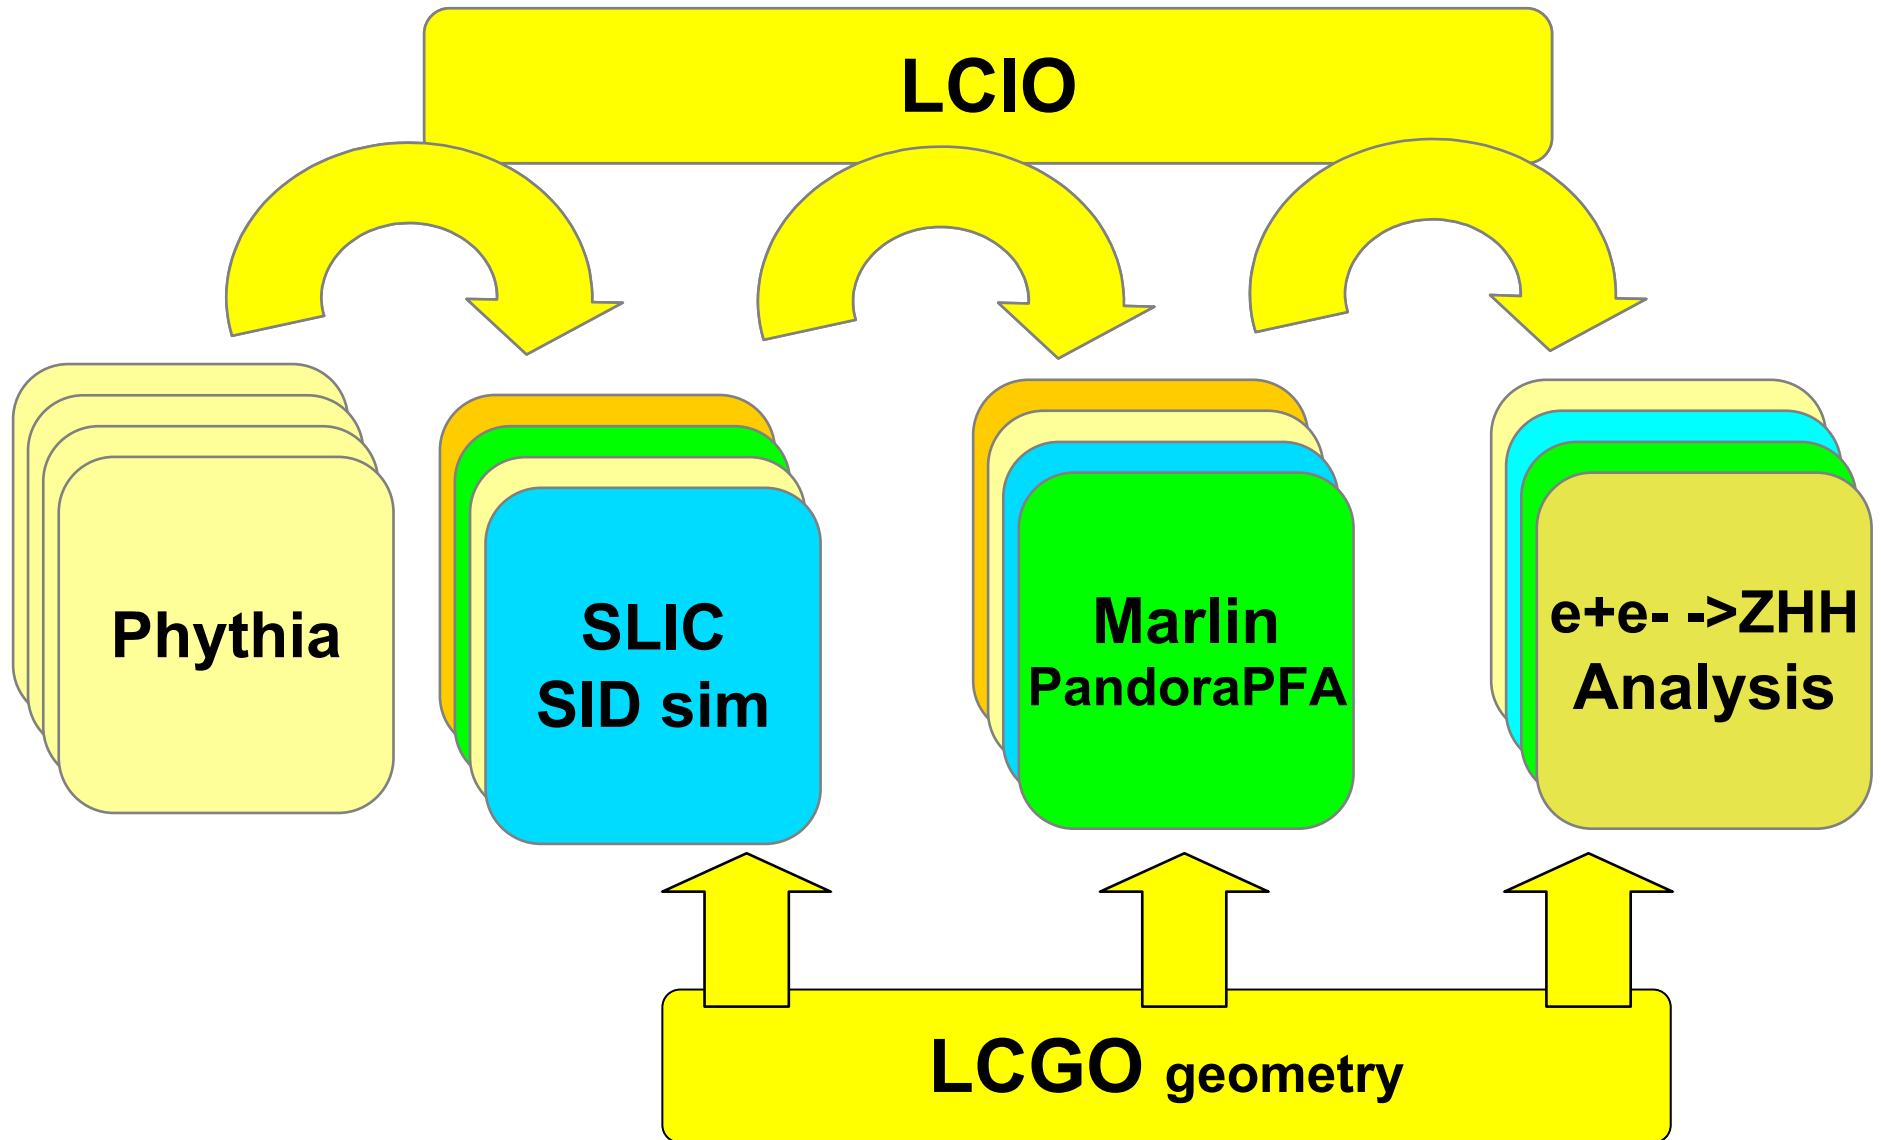 LCIO
Phythia
SLIC
SID sim
Marlin
PandoraPFA
e+e- ->ZHH
Analysis
LCGO geometry